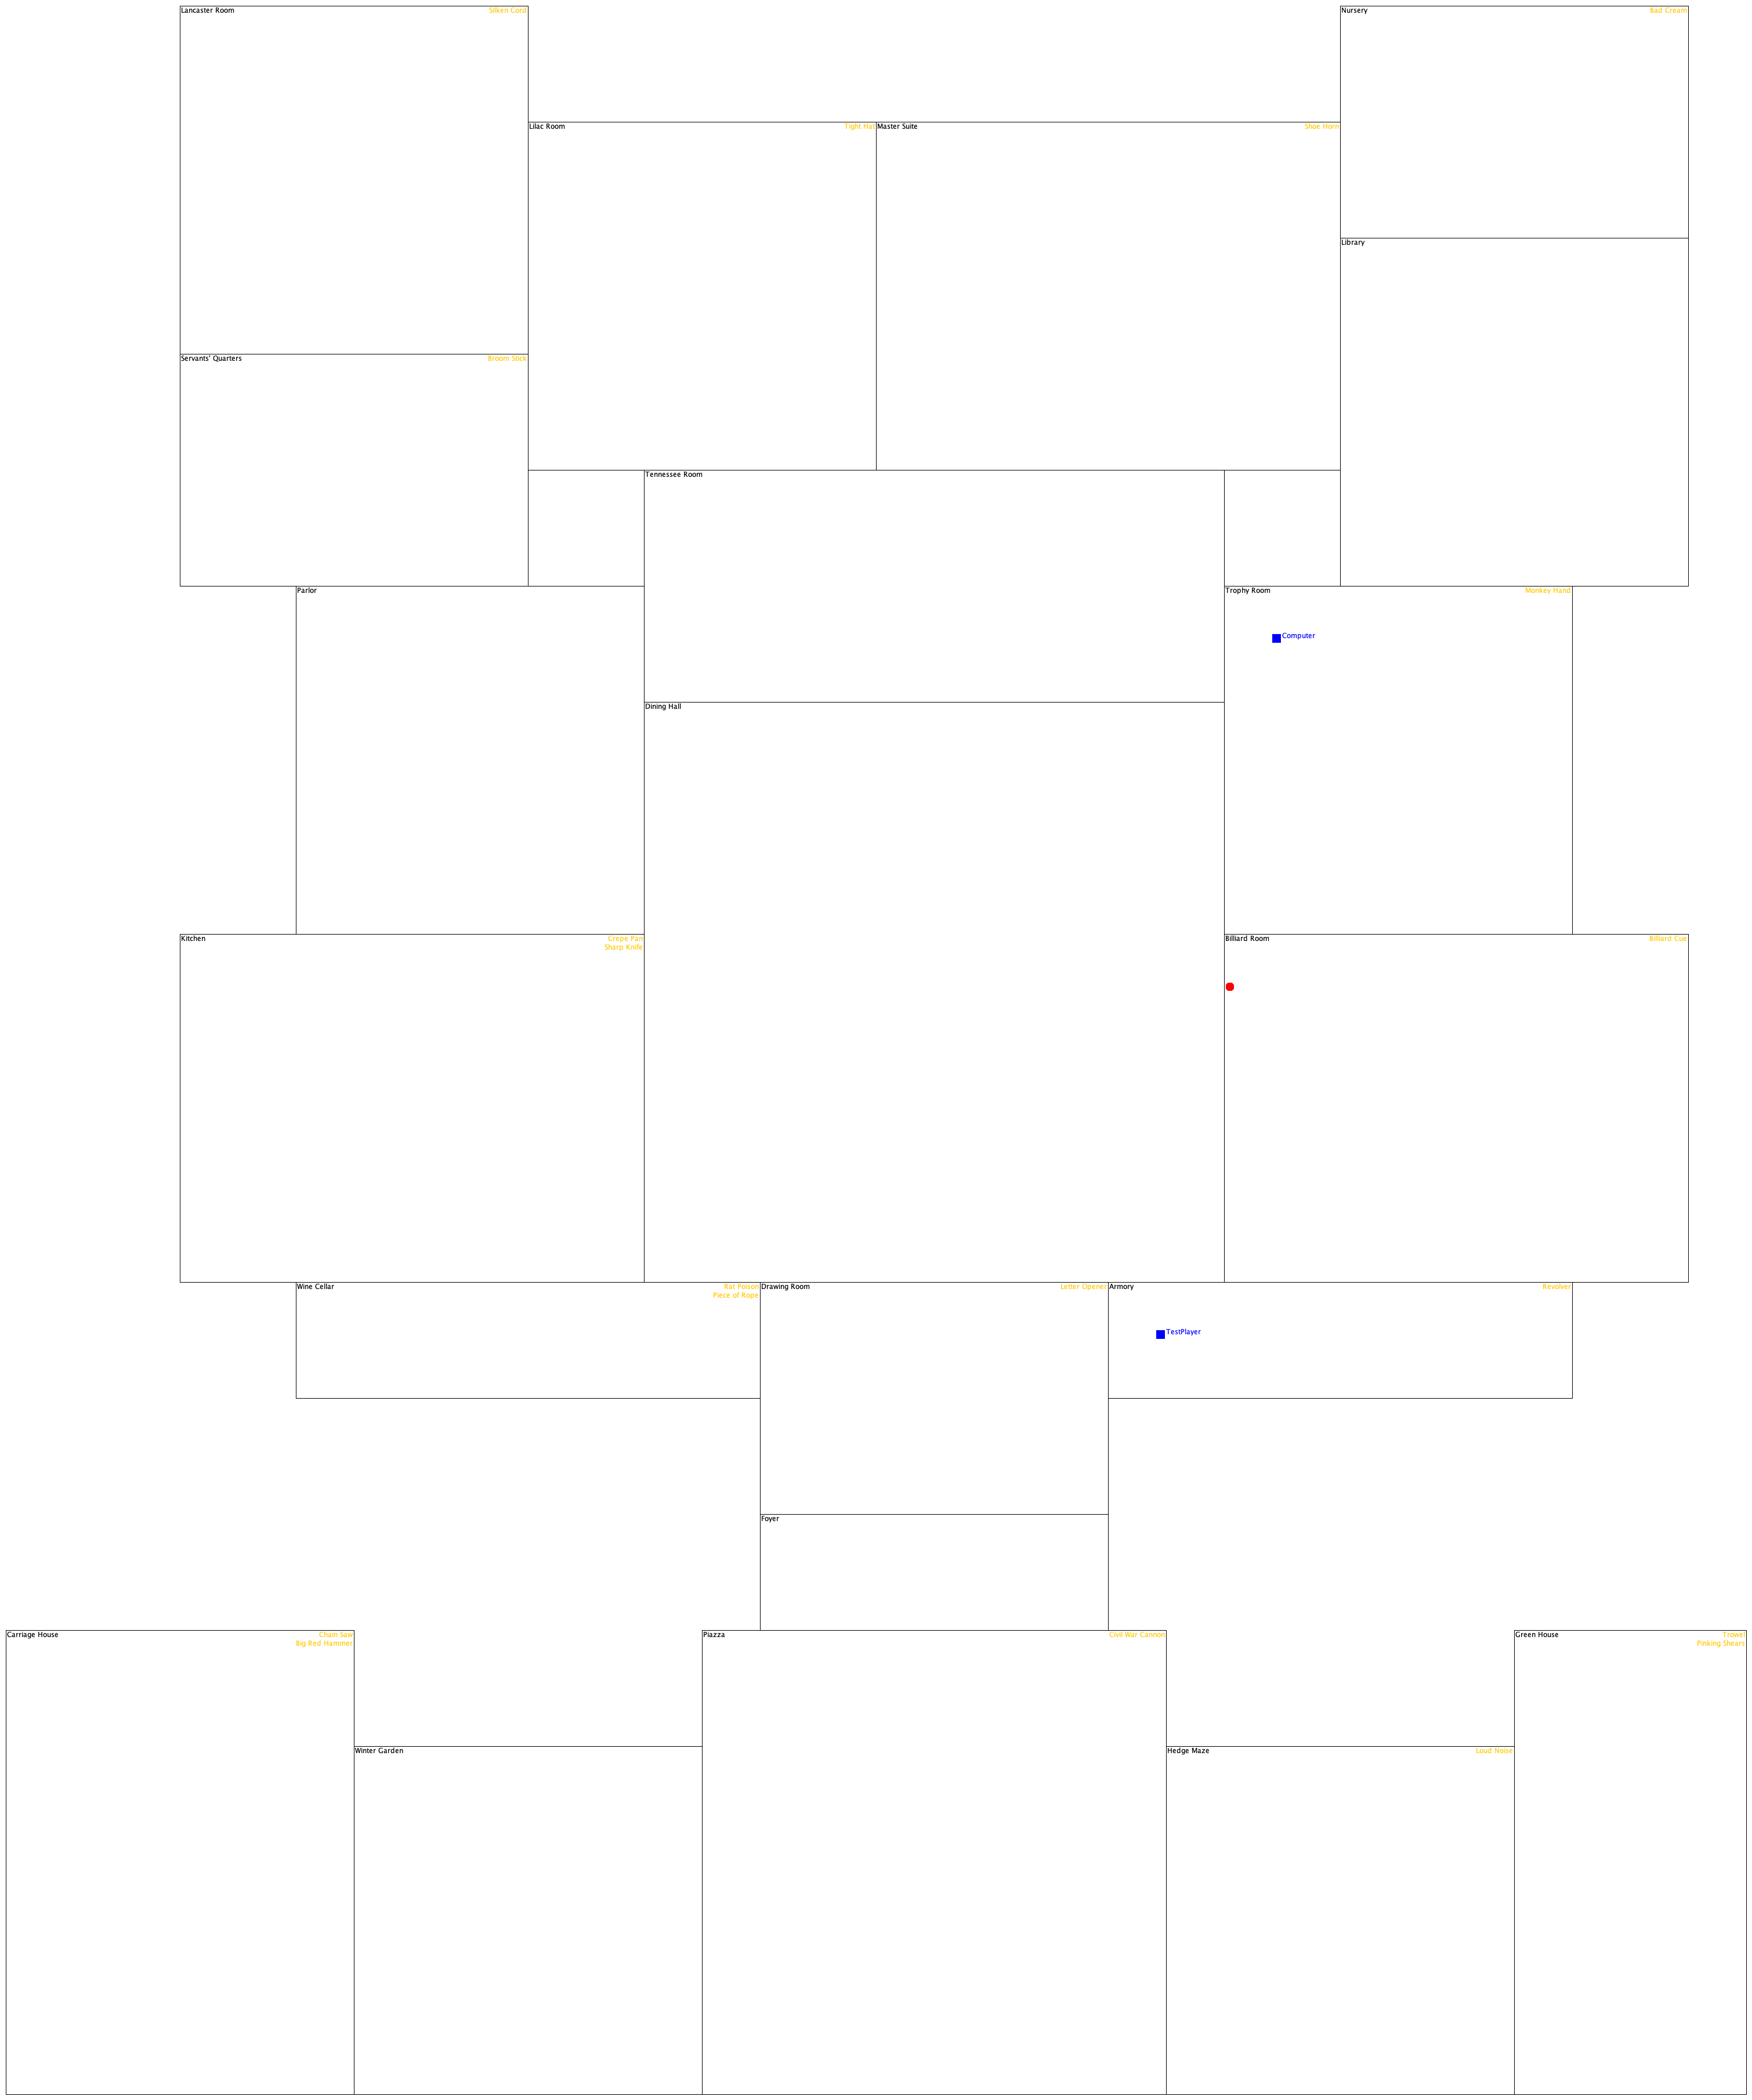 Lancaster Room
Silken Cord
Nursery
Bad Cream
Lilac Room
Tight Hat
Master Suite
Shoe Horn
Library
Servants' Quarters
Broom Stick
Tennessee Room
Parlor
Trophy Room
Monkey Hand
Computer
Dining Hall
Kitchen
Crepe Pan
Sharp Knife
Billiard Room
Billiard Cue
Wine Cellar
Rat Poison
Piece of Rope
Drawing Room
Letter Opener
Armory
Revolver
TestPlayer
Foyer
Carriage House
Chain Saw
Big Red Hammer
Piazza
Civil War Cannon
Green House
Trowel
Pinking Shears
Winter Garden
Hedge Maze
Loud Noise